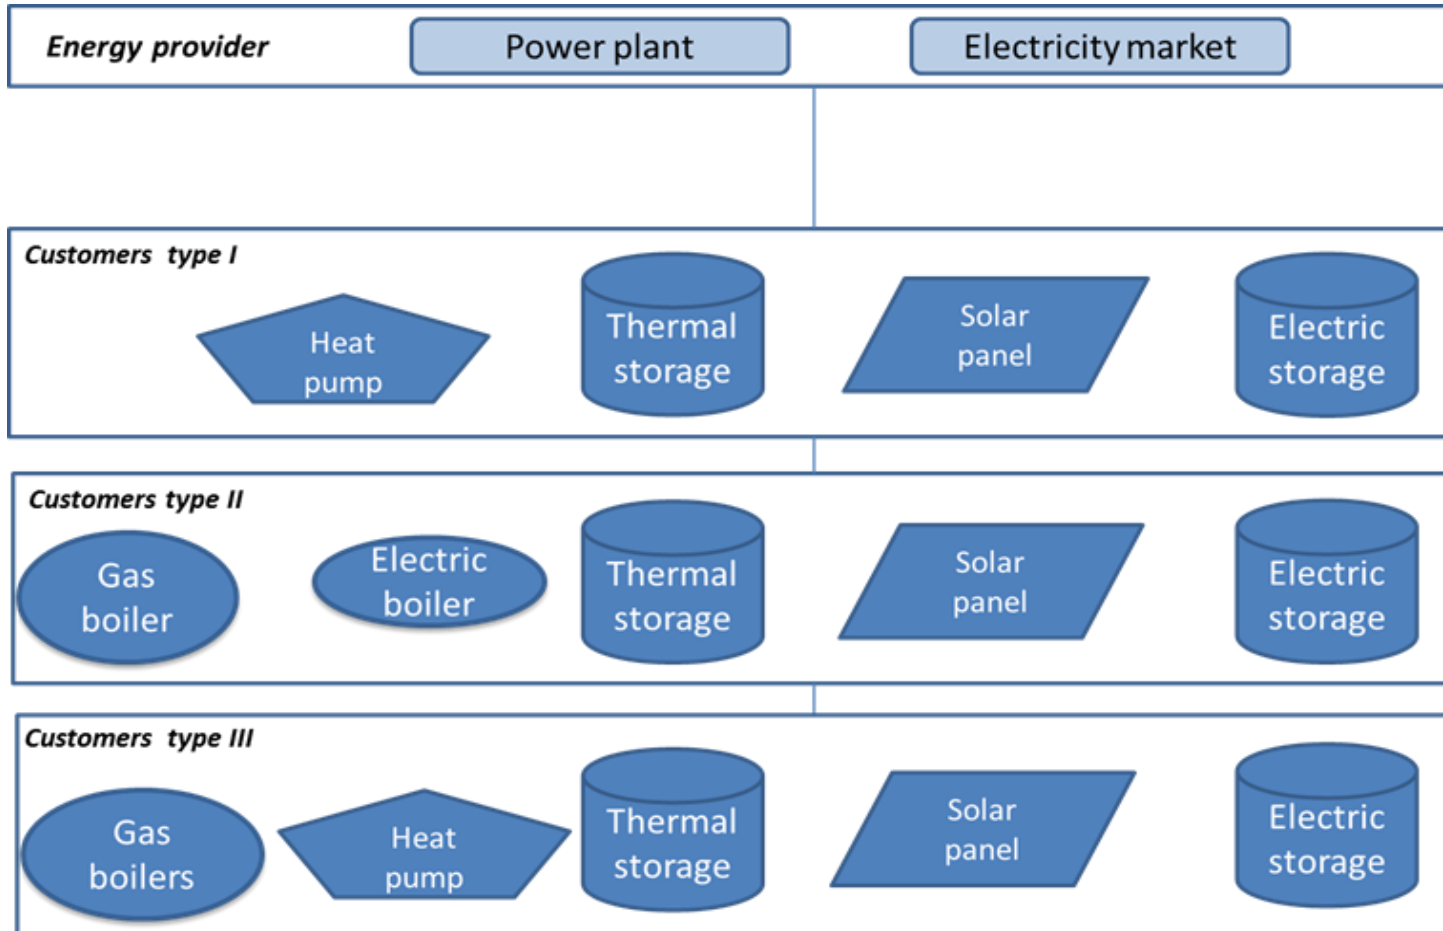 Energy provider
Power plant
Electricity market
Customers type I
Heat
pump
Thermal
storage
Solar
panel
Electric
storage
Customers type II
Gas
boiler
Electric
boiler
Thermal
storage
Solar
panel
Electric
storage
Customers type III
Gas
boilers
Heat
pump
Thermal
storage
Solar
panel
Electric
storage